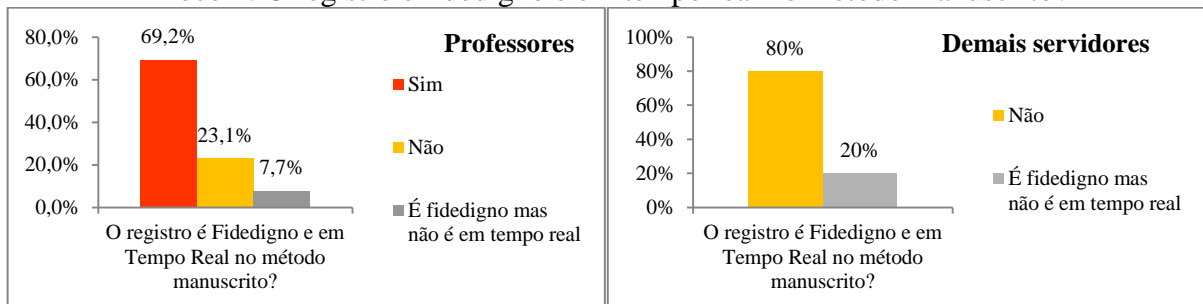 80,0%
60,0%
40,0%
20,0%
0,0%
69,2%
23,1%
7,7%
Professores
Sim
Não
É fidedigno mas
não é em tempo real
O registro é Fidedigno e em
Tempo Real no método
manuscrito?
100%
80%
60%
40%
20%
0%
80%
20%
Demais servidores
Não
É fidedigno mas
não é em tempo real
O registro é Fidedigno e em
Tempo Real no método
manuscrito?